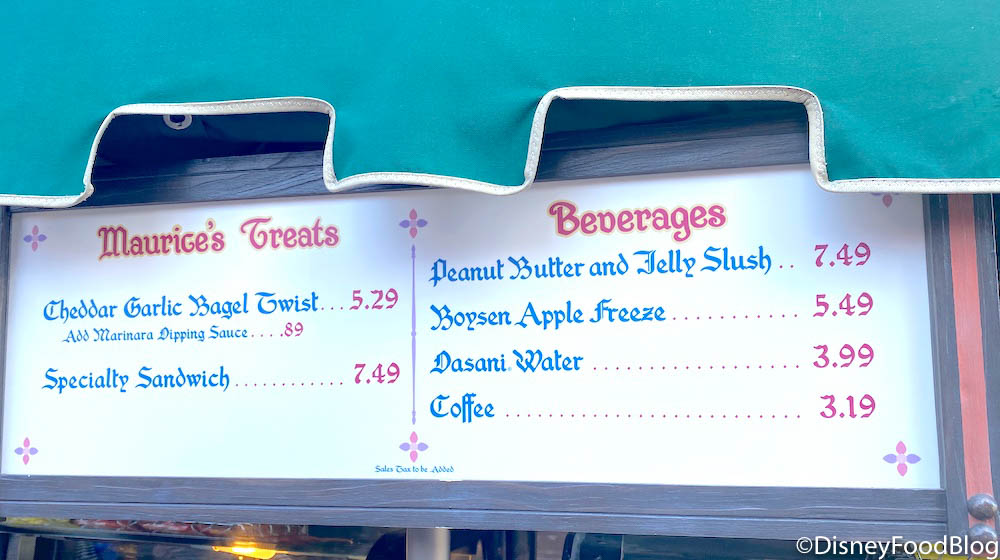 Maurice's Treats
Cheddar Garlic Bagel Twist...5.29
Add Marinara Dipping Sauce....89
Specialty Sandwich ............ 7.49
Beverages
Peanut Butter and Jelly Slush .. 7.49
Boysen Apple Freeze ............ 5.49
Dasani Water .................... 3.99
Coffee ........................... 3.19
Sales Tax to be Added
©DisneyFoodBlog